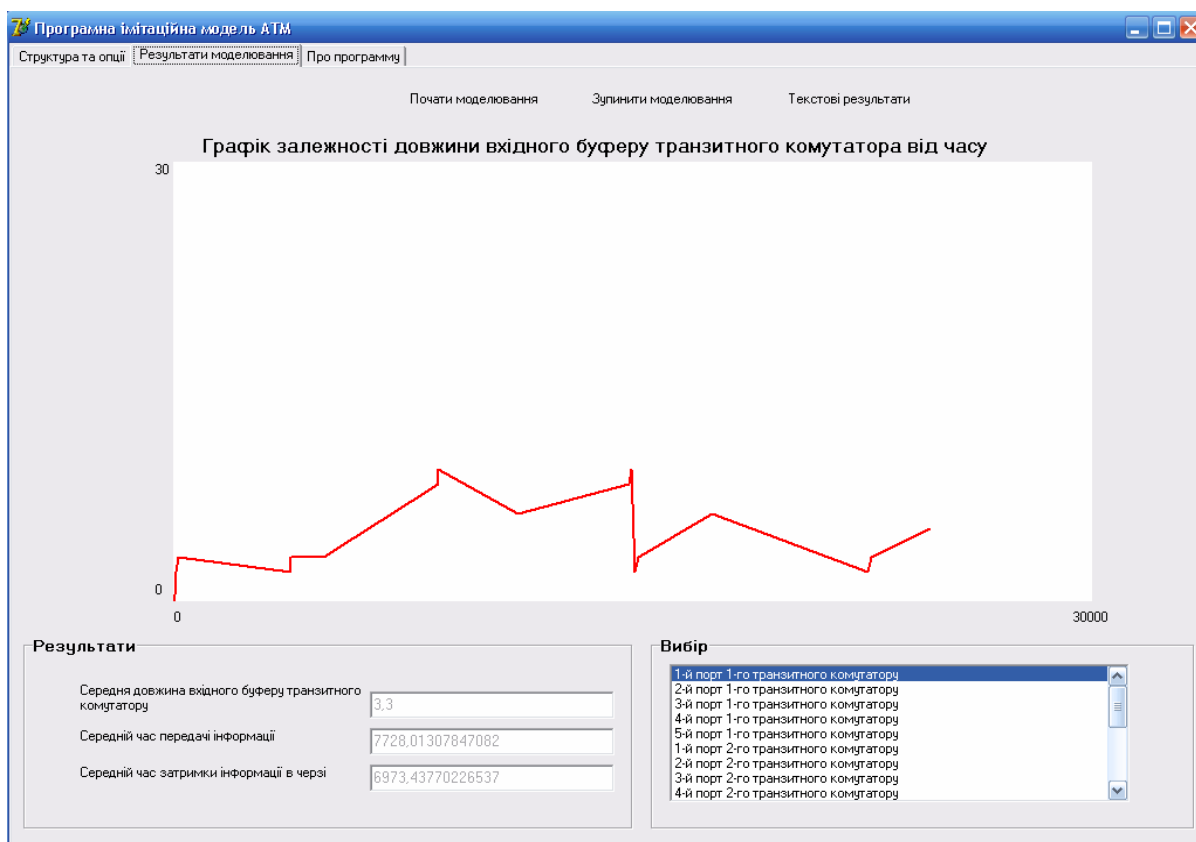 Програмна імітаційна модель АТМ
Структура та опції Результати моделювання Про программу
Почати моделювання Зупинити моделювання Текстові результати
Графік залежності довжини вхідного буферу транзитного комутатора від часу
30
0
0 30000
Результати
Середня довжина вхідного буферу транзитного
комутатору
3,3
Середній час передачі інформації
7728,01307847082
Середній час затримки інформації в черзі
6973,43770226537
Вибір
1-й порт 1-го транзитного комутатору
2-й порт 1-го транзитного комутатору
3-й порт 1-го транзитного комутатору
4-й порт 1-го транзитного комутатору
5-й порт 1-го транзитного комутатору
1-й порт 2-го транзитного комутатору
2-й порт 2-го транзитного комутатору
3-й порт 2-го транзитного комутатору
4-й порт 2-го транзитного комутатору